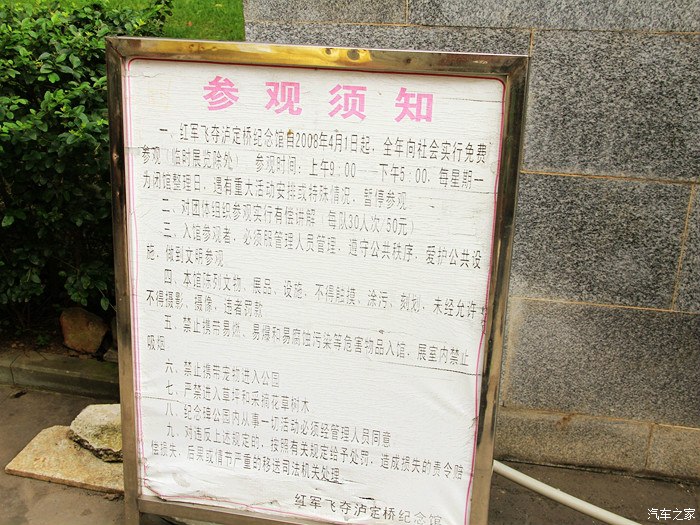 参观须知
一、红军飞夺泸定桥纪念馆自2008年4月1日起，全年向社会实行免费
参观（临时展览除外） 参观时间：上午9：00——下午5：00，每星期一
为闭馆整理日，遇有重大活动安排或特殊情况，暂停参观
二、对团体组织参观实行有偿讲解（每队30人次 50元）
三、入馆参观者，必须服管理人员管理，遵守公共秩序，爱护公共设
施，做到文明参观
四、本馆陈列文物、展品、设施，不得触摸、涂污、刻划，未经允许
不得摄影、摄像，违者罚款
五、禁止携带易燃、易爆和易腐蚀污染等危害物品入馆，展室内禁止
吸烟
六、禁止携带宠物进入公园
七、严禁进入草坪和采摘花草树木
八、纪念碑公园内从事一切活动必须经管理人员同意
九、对违反上述规定的，按照有关规定给予处罚，造成损失的责令赔
偿损失，后果或情节严重的移送司法机关处理
红军飞夺泸定桥纪念馆
汽车之家